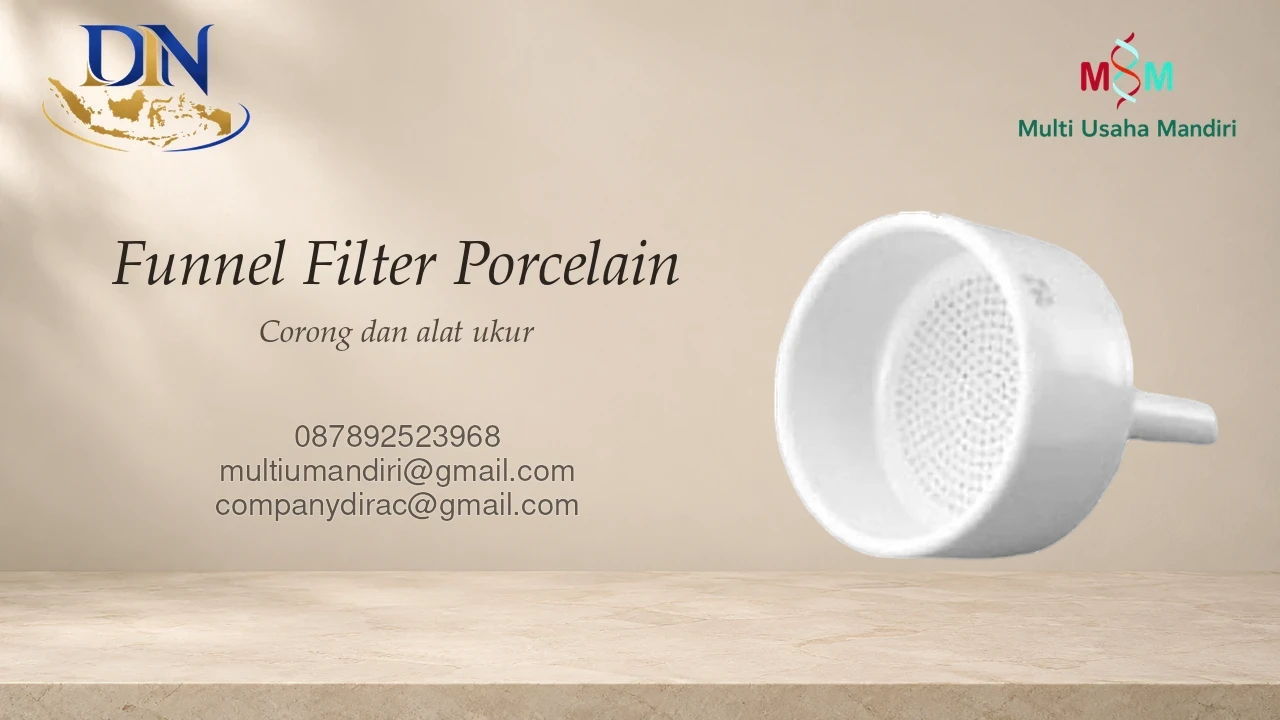 DN
M M
Multi Usaha Mandiri
Funnel Filter Porcelain
Corong dan alat ukur
087892523968
multiumandiri@gmail.com
companydirac@gmail.com